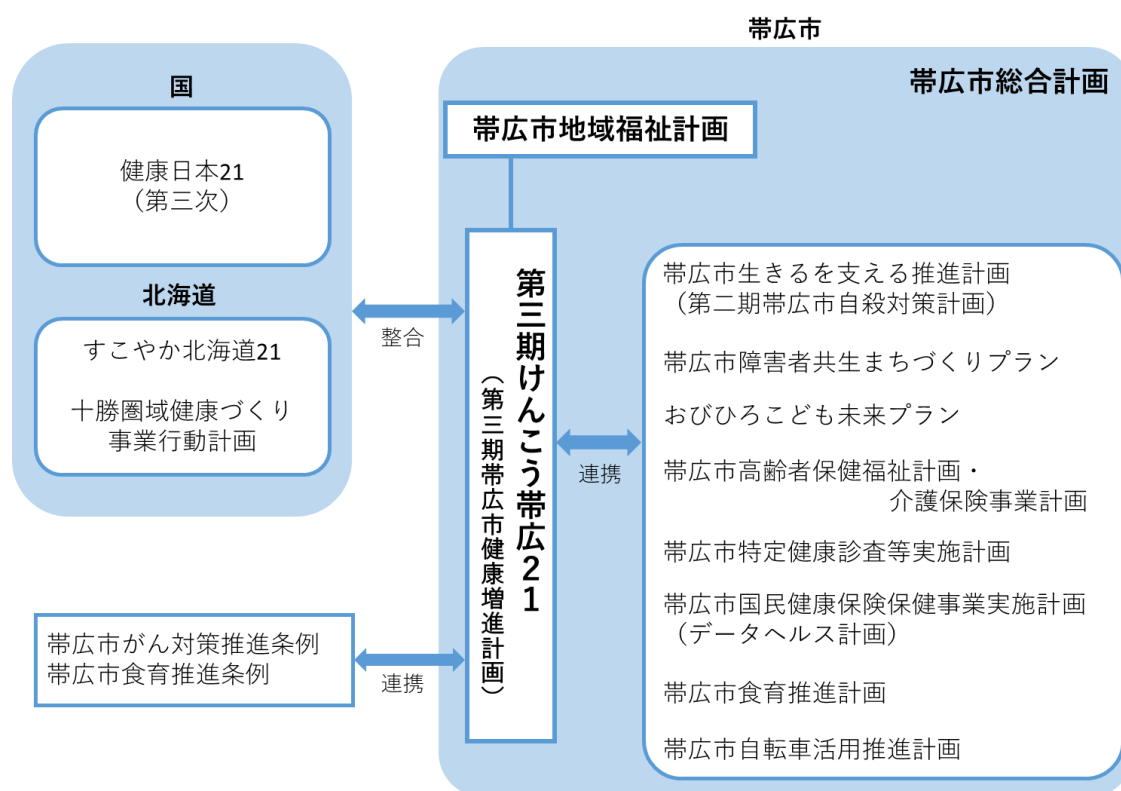 帯広市
帯広市総合計画
国
健康日本21
（第三次）
北海道
すこやか北海道21
十勝圏域健康づくり
事業行動計画
整合
帯広市がん対策推進条例
帯広市食育推進条例
連携
帯広市地域福祉計画
第三期けんこう帯広２１
（第三期帯広市健康増進計画）
連携
帯広市生きるを支える推進計画
（第二期帯広市自殺対策計画）
帯広市障害者共生まちづくりプラン
おびひろこども未来プラン
帯広市高齢者保健福祉計画・
介護保険事業計画
帯広市特定健康診査等実施計画
帯広市国民健康保険保健事業実施計画
（データヘルス計画）
帯広市食育推進計画
帯広市自転車活用推進計画